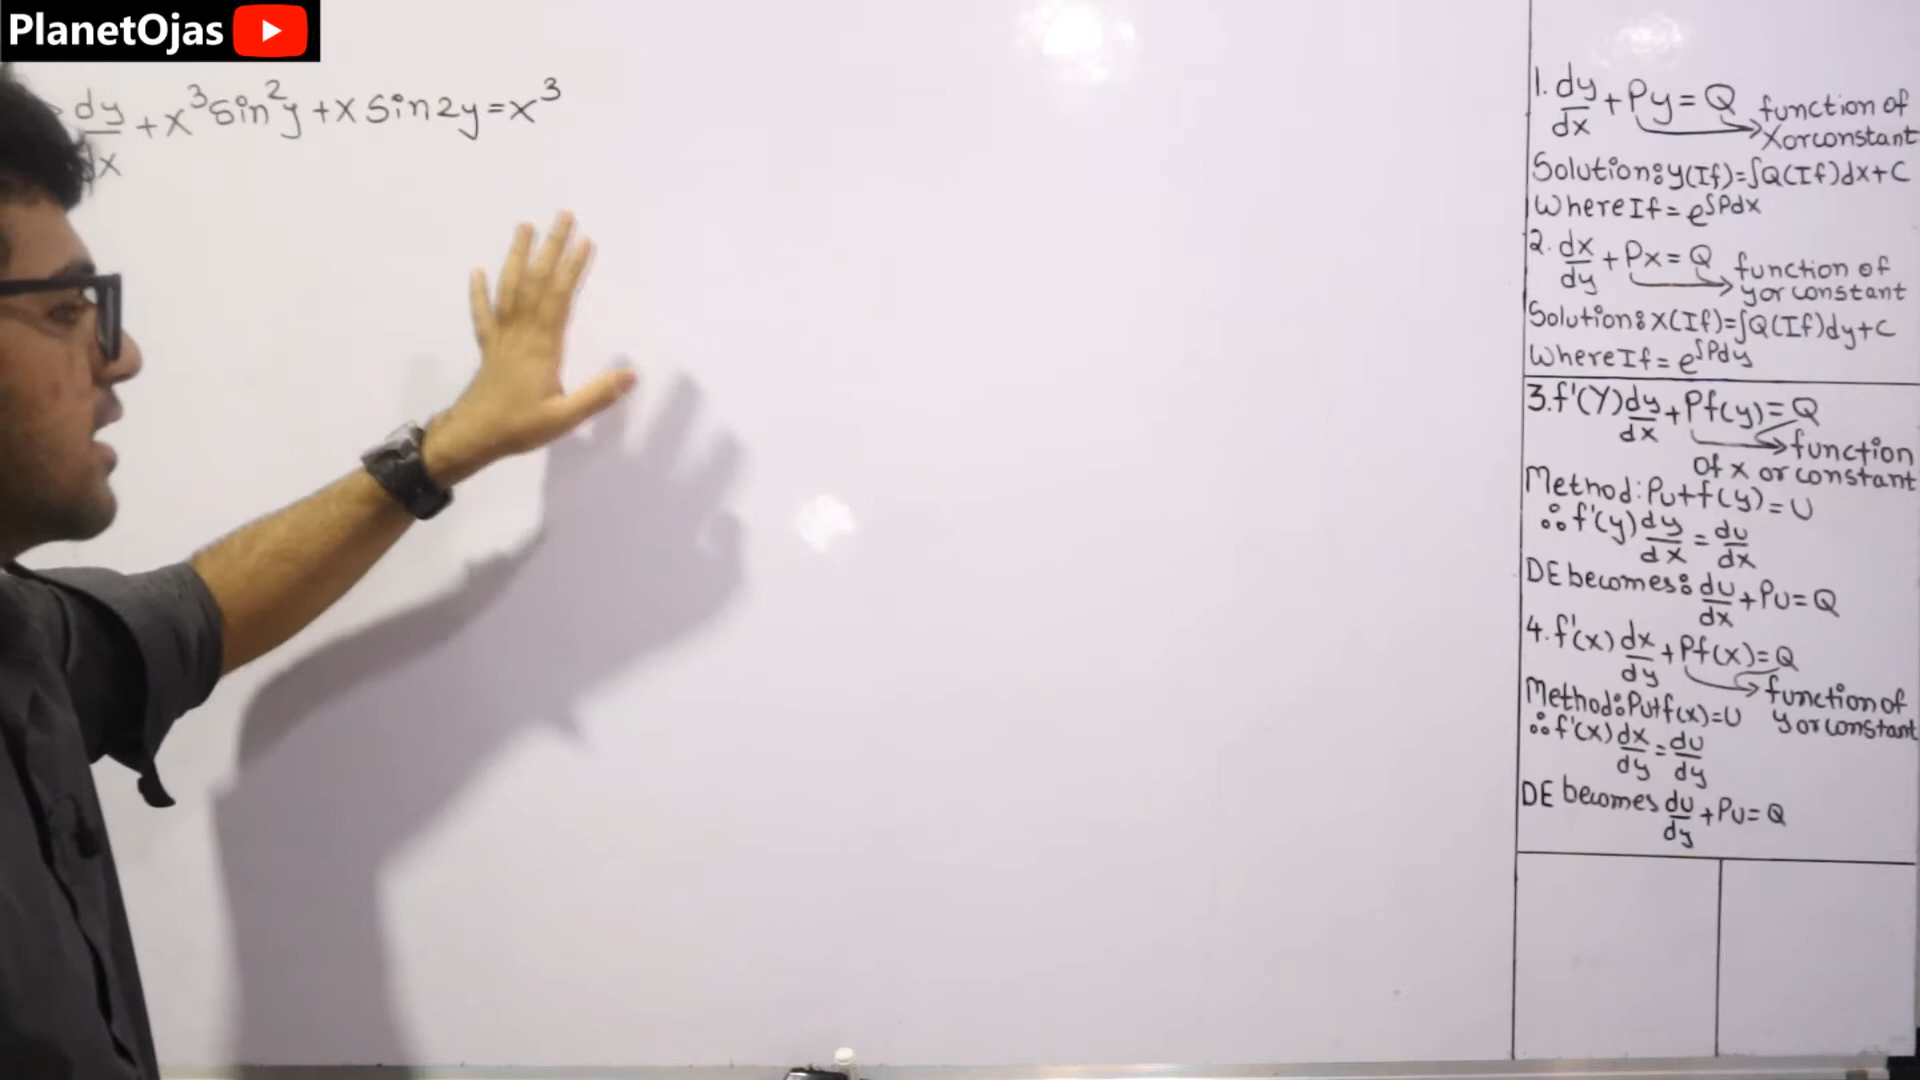 PlanetOjas
dy/dx + x³ sin²y + x sin2y = x³
1. dy/dx + Py = Q function of
x or constant
Solution: y(If) = ∫Q(If)dx + C
Where If = e^∫Pdx
2. dx/dy + Px = Q function of
y or constant
Solution: x(If) = ∫Q(If)dy + C
Where If = e^∫Pdy
3. f'(Y) dy/dx + Pf(y) = Q
function
of x or constant
Method: Put f(y) = U
∴ f'(y) dy/dx = du/dx
DE becomes: du/dx + PU = Q
4. f'(x) dx/dy + Pf(x) = Q
function of
y or constant
Method: Put f(x) = U
∴ f'(x) dx/dy = du/dy
DE becomes du/dy + PU = Q